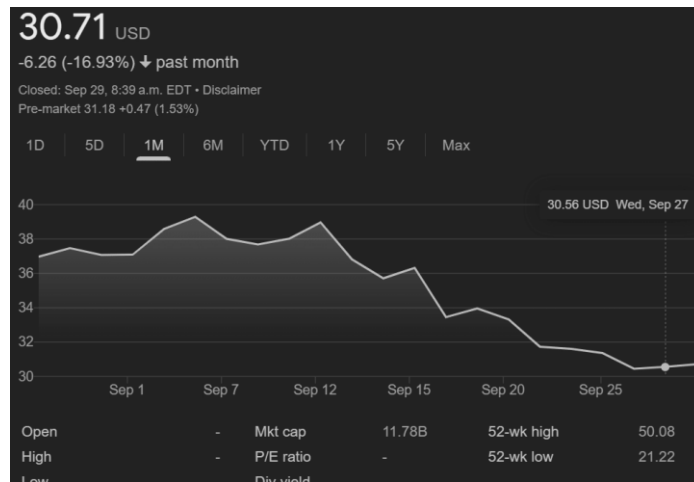 30.71 USD
-6.26 (-16.93%) ↓ past month
Closed: Sep 29, 8:39 a.m. EDT • Disclaimer
Pre-market 31.18 +0.47 (1.53%)
1D 5D 1M 6M YTD 1Y 5Y Max
30.56 USD Wed, Sep 27
40
38
36
34
32
30
Sep 1 Sep 7 Sep 12 Sep 15 Sep 20 Sep 25
Open - Mkt cap 11.78B 52-wk high 50.08
High - P/E ratio - 52-wk low 21.22
Low Div yield